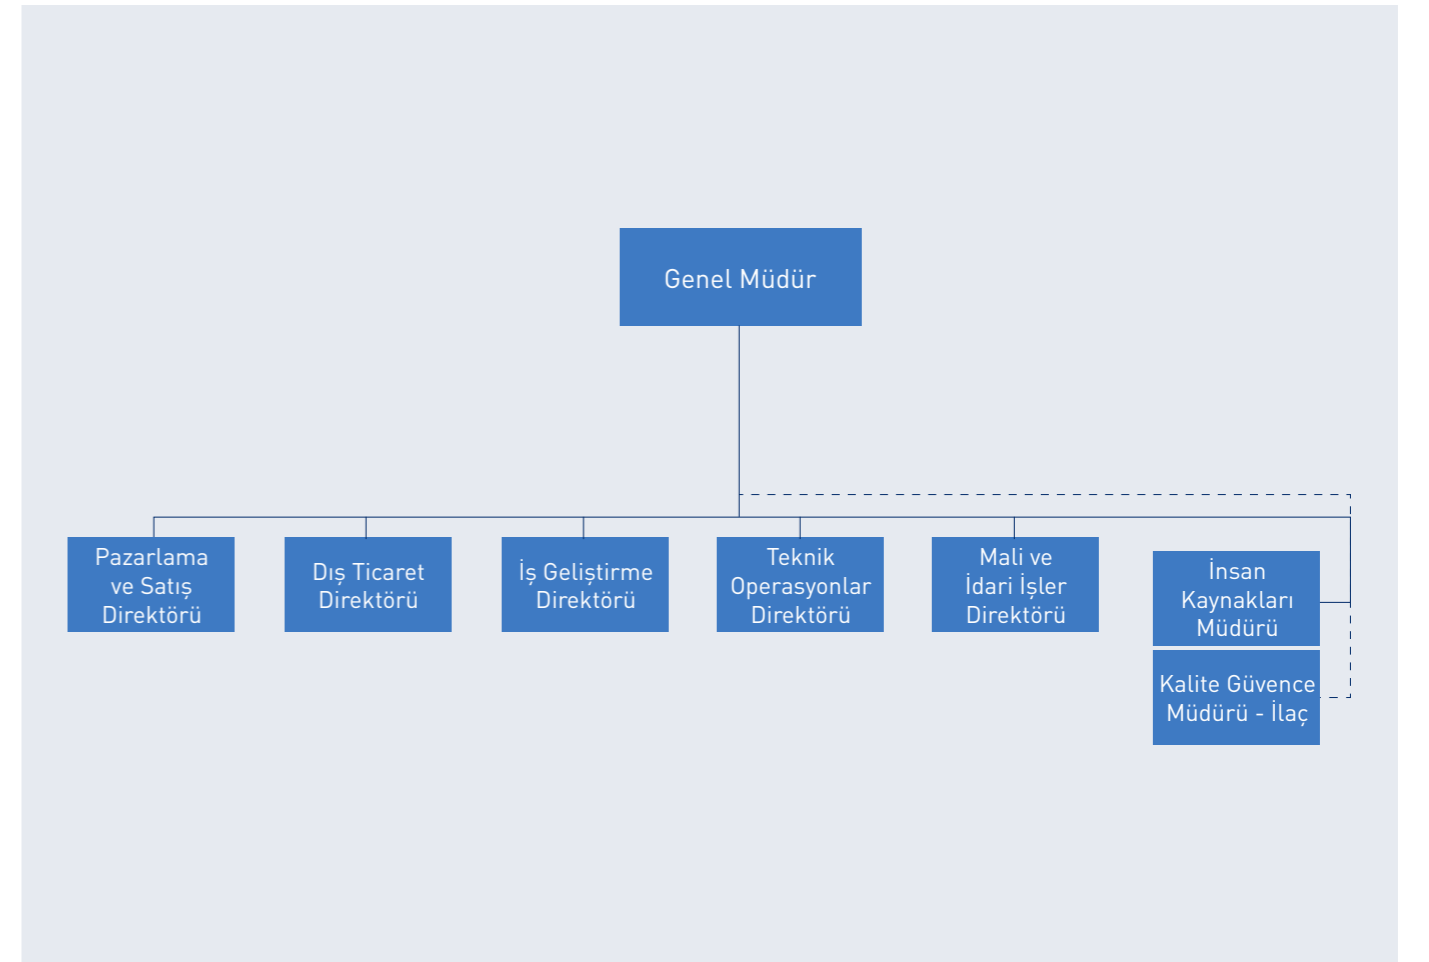 Genel Müdür
Pazarlama
ve Satış
Direktörü
Dış Ticaret
Direktörü
İş Geliştirme
Direktörü
Teknik
Operasyonlar
Direktörü
Mali ve
İdari İşler
Direktörü
İnsan
Kaynakları
Müdürü
Kalite Güvence
Müdürü - İlaç